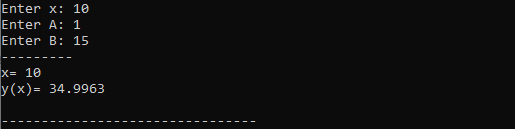 Enter x: 10
Enter A: 1
Enter B: 15
---------
x= 10
y(x)= 34.9963

--------------------------------